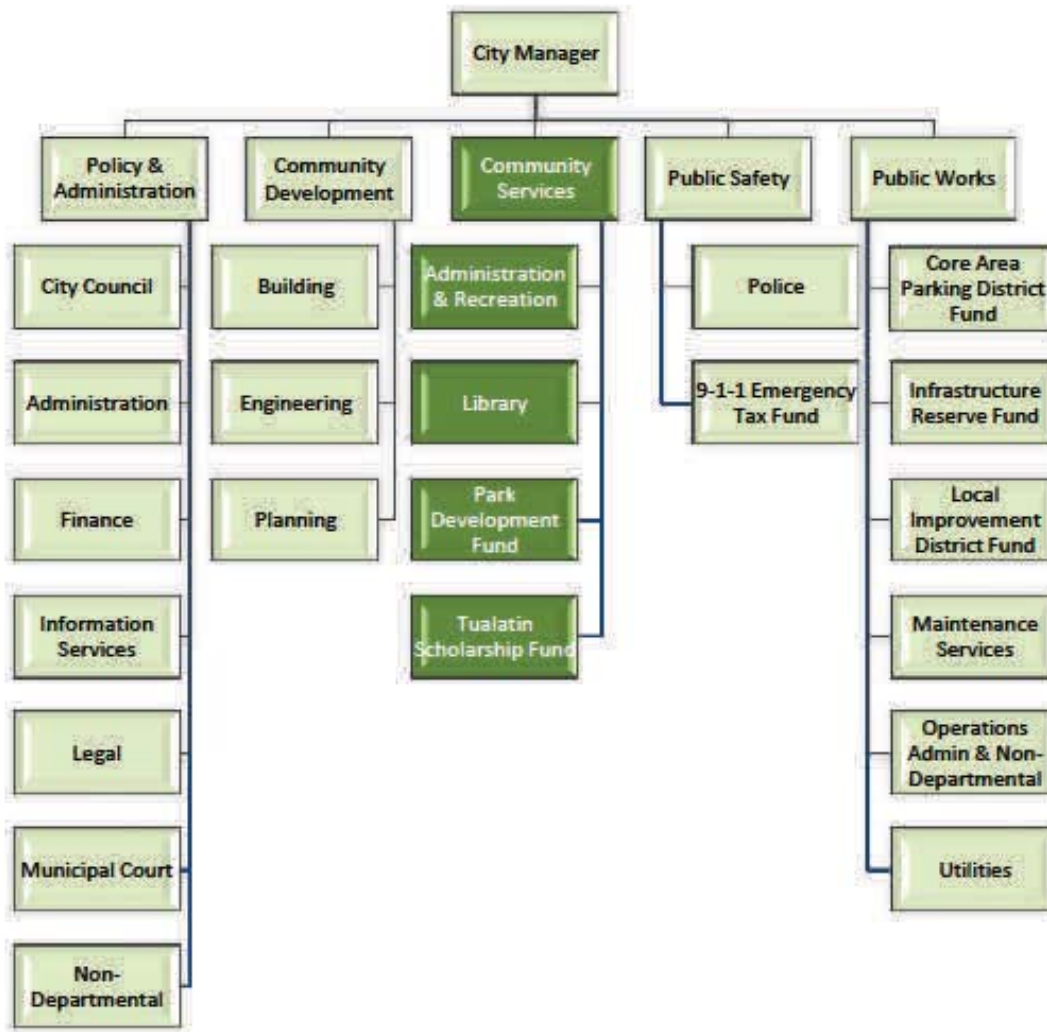 City Manager
Policy &
Administration
City Council
Administration
Finance
Information
Services
Legal
Municipal Court
Non-
Departmental
Community
Development
Building
Engineering
Planning
Community
Services
Administration
& Recreation
Library
Park
Development
Fund
Tualatin
Scholarship Fund
Public Safety
Police
9-1-1 Emergency
Tax Fund
Public Works
Core Area
Parking District
Fund
Infrastructure
Reserve Fund
Local
Improvement
District Fund
Maintenance
Services
Operations
Admin & Non-
Departmental
Utilities